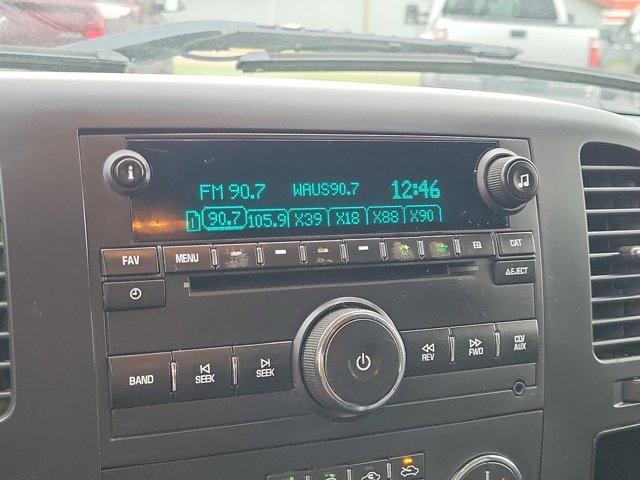 FM 90.7 WAUS90.7 12:46
1 90.7 105.9 X39 X18 X88 X90
i
FAV MENU EQ CAT
EJECT
BAND SEEK SEEK REV FWD CD/AUX